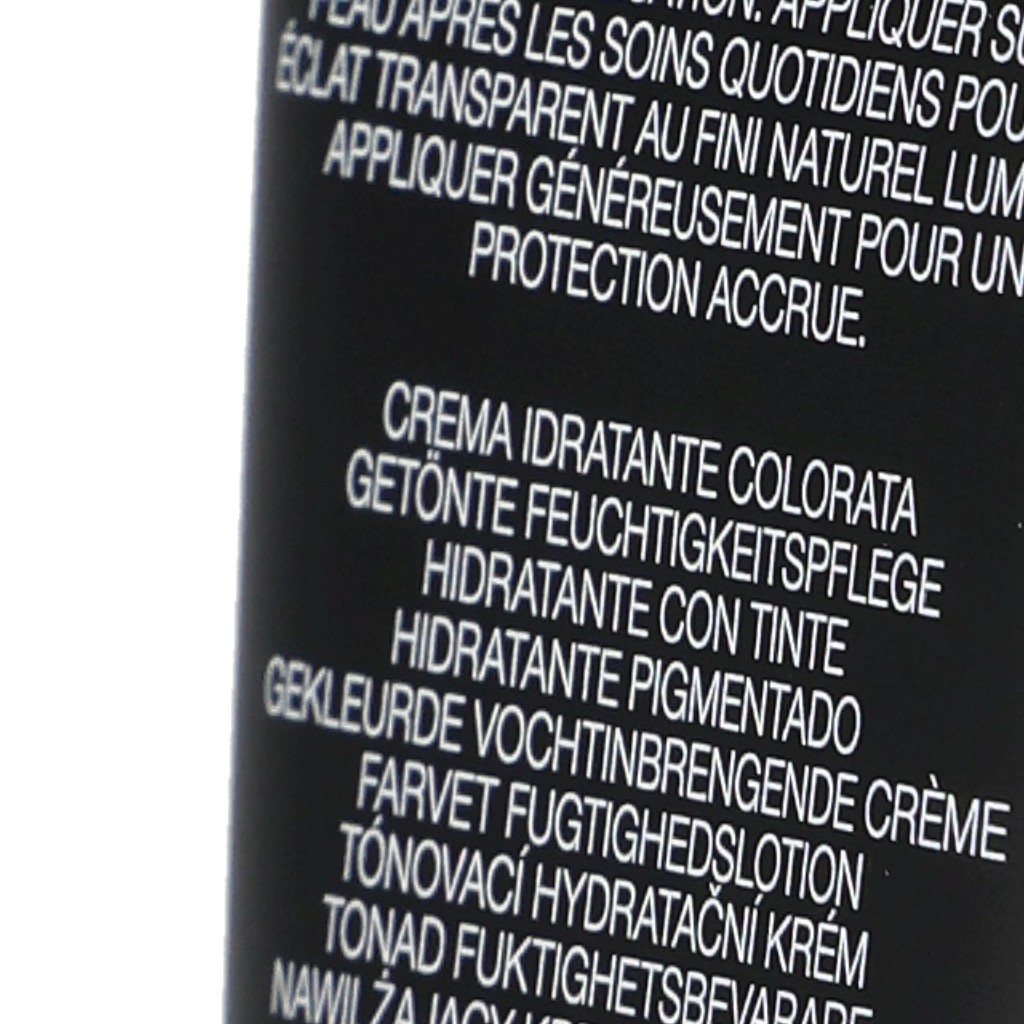 APPLIQUER
PEAU APRÈS LES SOINS QUOTIDIENS
ÉCLAT TRANSPARENT AU FINI NATUREL LUM
APPLIQUER GÉNÉREUSEMENT POUR UN
PROTECTION ACCRUE.
CREMA IDRATANTE COLORATA
GETÖNTE FEUCHTIGKEITSPFLEGE
HIDRATANTE CON TINTE
HIDRATANTE PIGMENTADO
GEKLEURDE VOCHTINBRENGENDE CRÈME
FARVET FUGTIGHEDSLOTION
TÓNOVACÍ HYDRATAČNÍ KRÉM
TONAD FUKTIGHETSBEVARARE